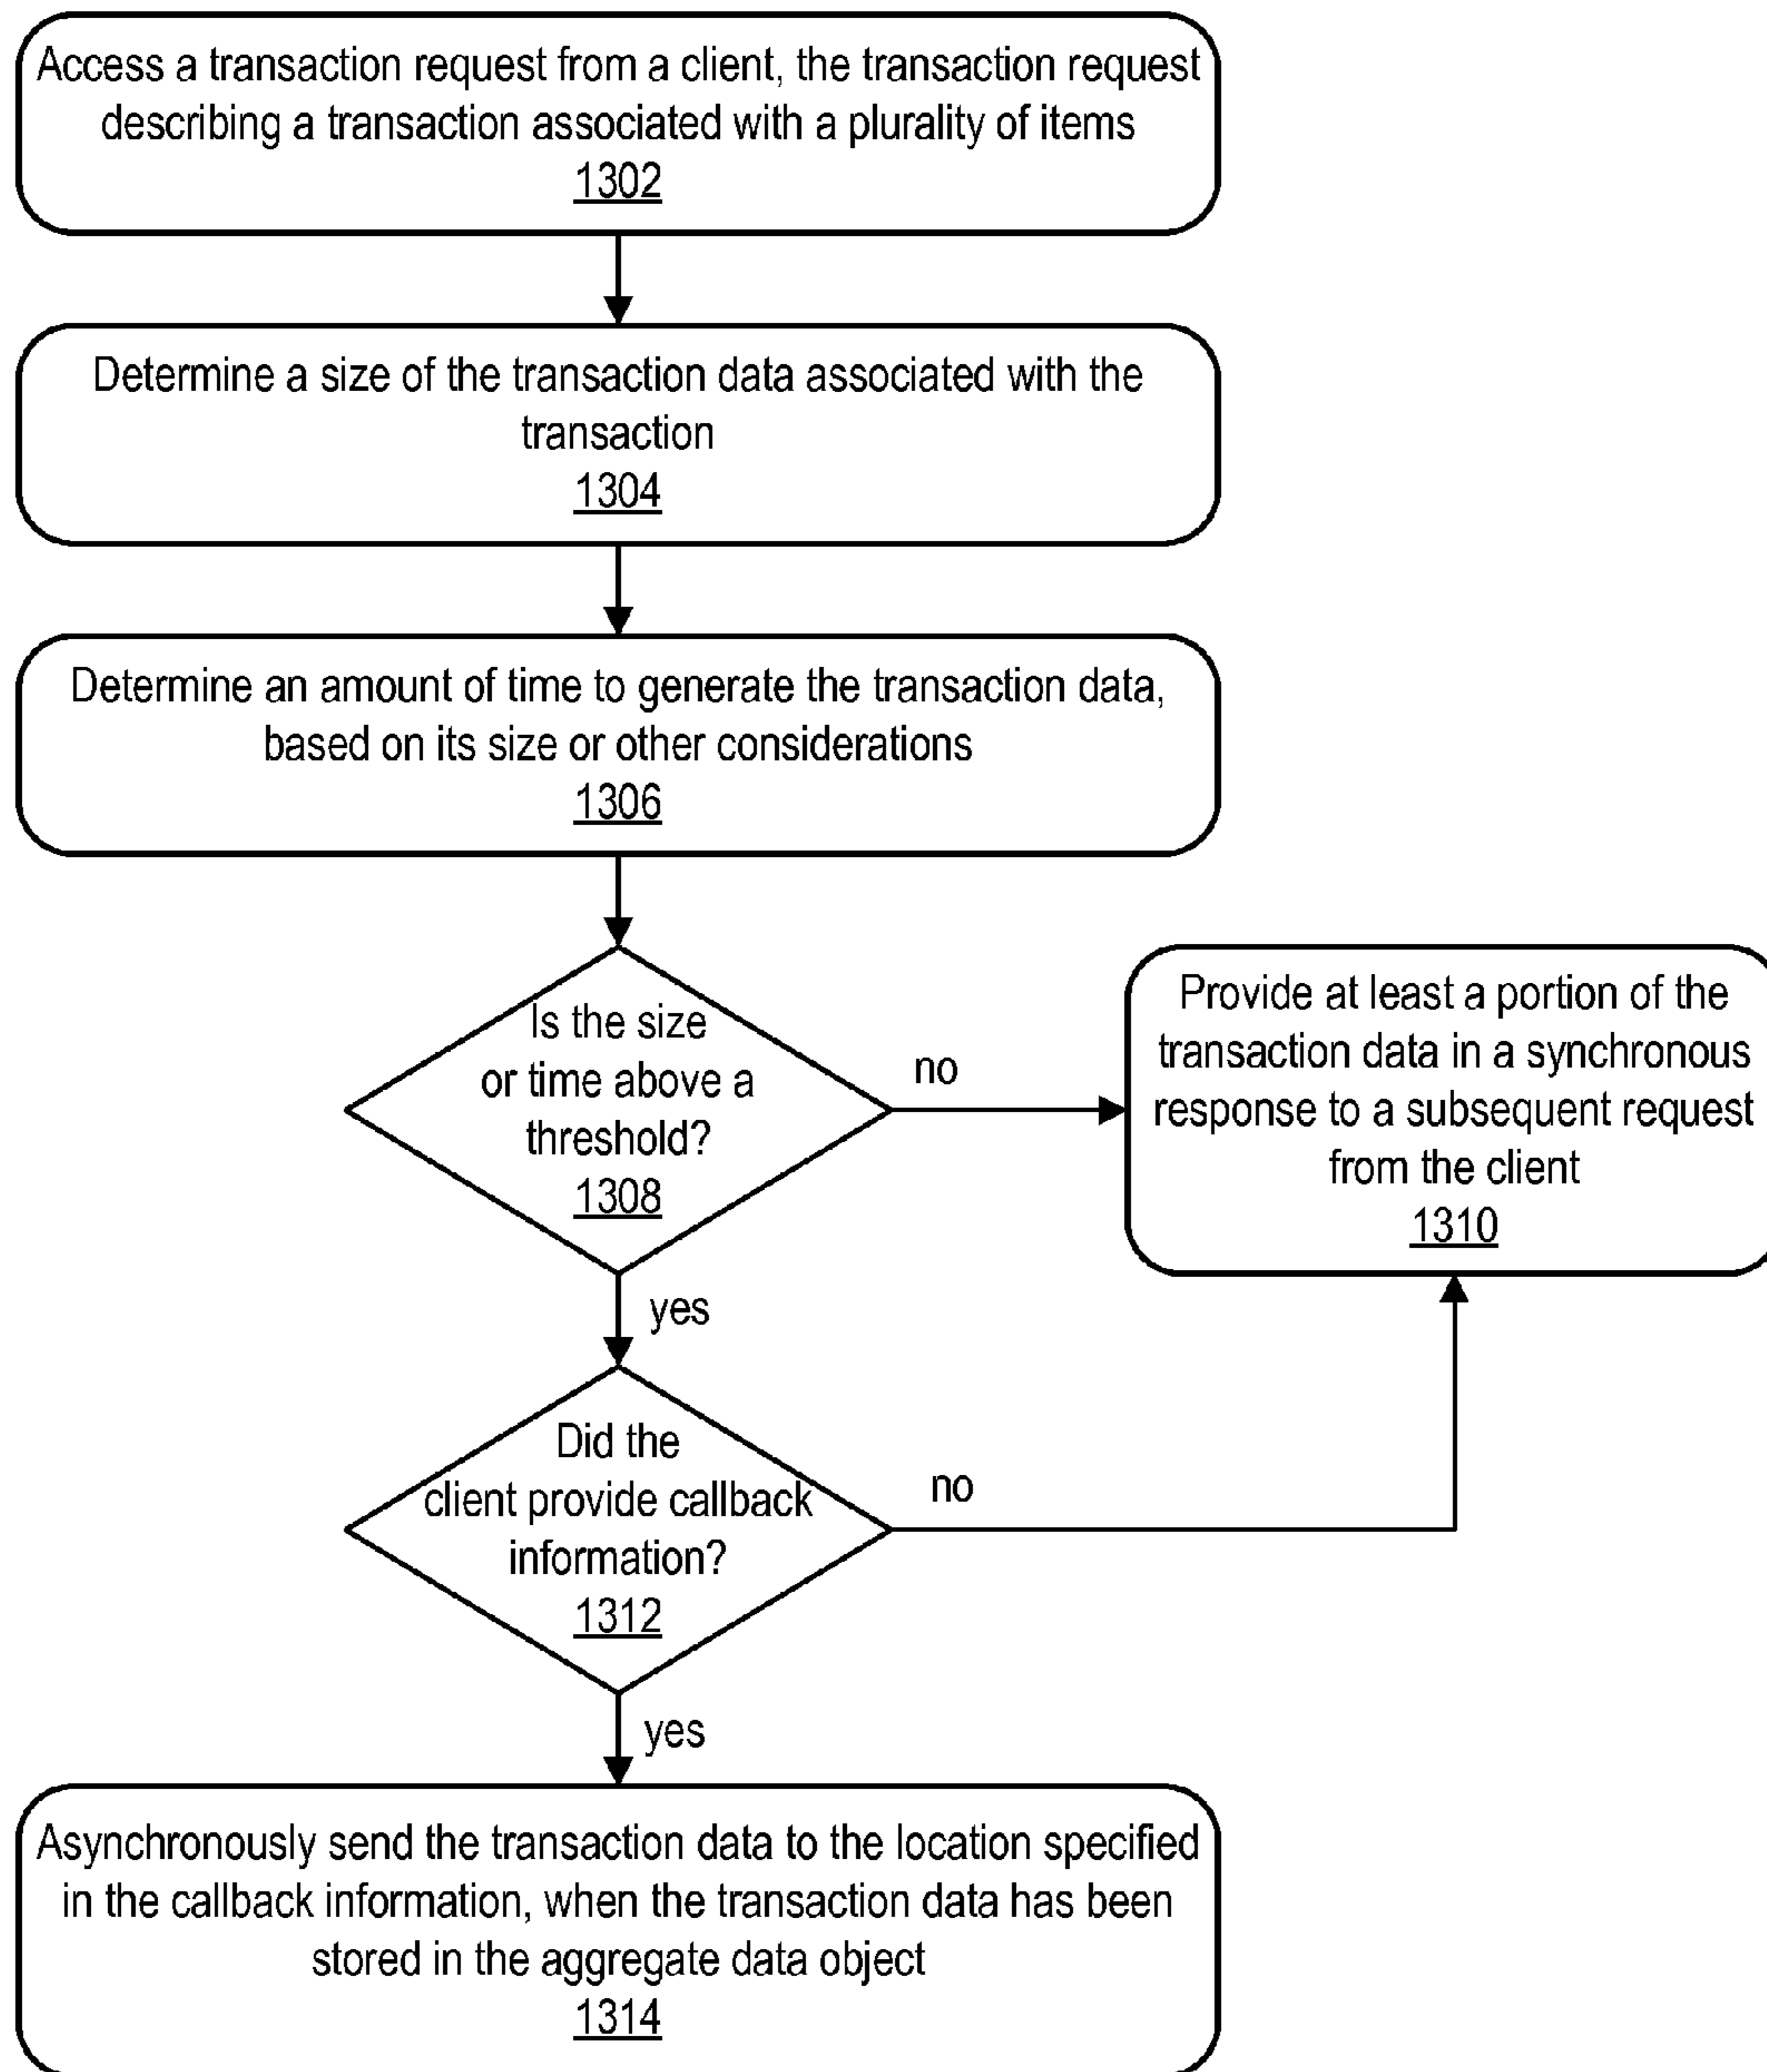 Access a transaction request from a client, the transaction request
describing a transaction associated with a plurality of items
1302
Determine a size of the transaction data associated with the
transaction
1304
Determine an amount of time to generate the transaction data,
based on its size or other considerations
1306
Is the size
or time above a
threshold?
1308
no
Provide at least a portion of the
transaction data in a synchronous
response to a subsequent request
from the client
1310
yes
Did the
client provide callback
information?
1312
no
yes
Asynchronously send the transaction data to the location specified
in the callback information, when the transaction data has been
stored in the aggregate data object
1314